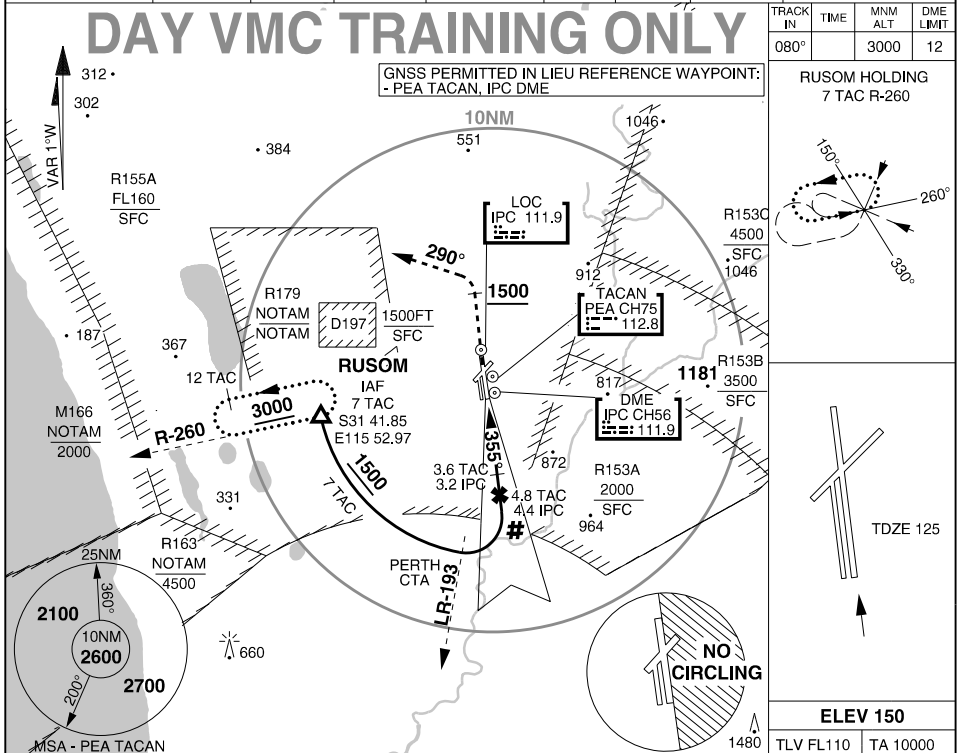 DAY VMC TRAINING ONLY
TRACK IN
TIME
MNM ALT
DME LIMIT
080°
3000
12
GNSS PERMITTED IN LIEU REFERENCE WAYPOINT:
- PEA TACAN, IPC DME
RUSOM HOLDING
7 TAC R-260
150°
260°
330°
VAR 1°W
312
302
384
10NM
551
1046
R155A
FL160
SFC
LOC
IPC 111.9
R153C
4500
SFC
1046
290°
1500
912
TACAN
PEA CH75
112.8
R179
NOTAM
NOTAM
D197
1500FT
SFC
187
367
RUSOM
IAF
7 TAC
S31 41.85
E115 52.97
12 TAC
3000
817
1181
R153B
3500
SFC
DME
IPC CH56
111.9
M166
NOTAM
2000
R-260
1500
7 TAC
355°
3.6 TAC
3.2 IPC
872
4.8 TAC
4.4 IPC
#
R153A
2000
SFC
964
331
R163
NOTAM
4500
PERTH
CTA
LR-193
TDZE 125
25NM
360°
2100
10NM
2600
2700
200°
MSA - PEA TACAN
660
NO
CIRCLING
1480
ELEV 150
TLV FL110
TA 10000